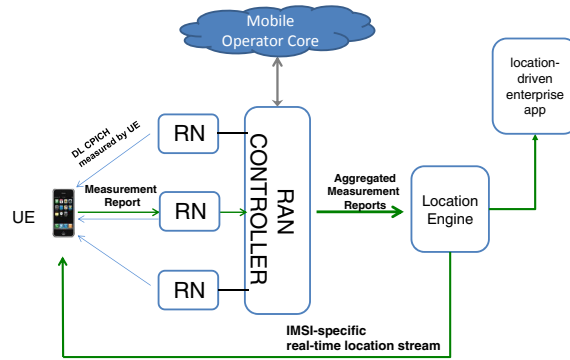 Mobile
Operator Core
location-
driven
enterprise
app
DL CPICH
measured by UE
RN
RAN
CONTROLLER
Measurement
Report
RN
UE
Aggregated
Measurement
Reports
Location
Engine
RN
IMSI-specific
real-time location stream